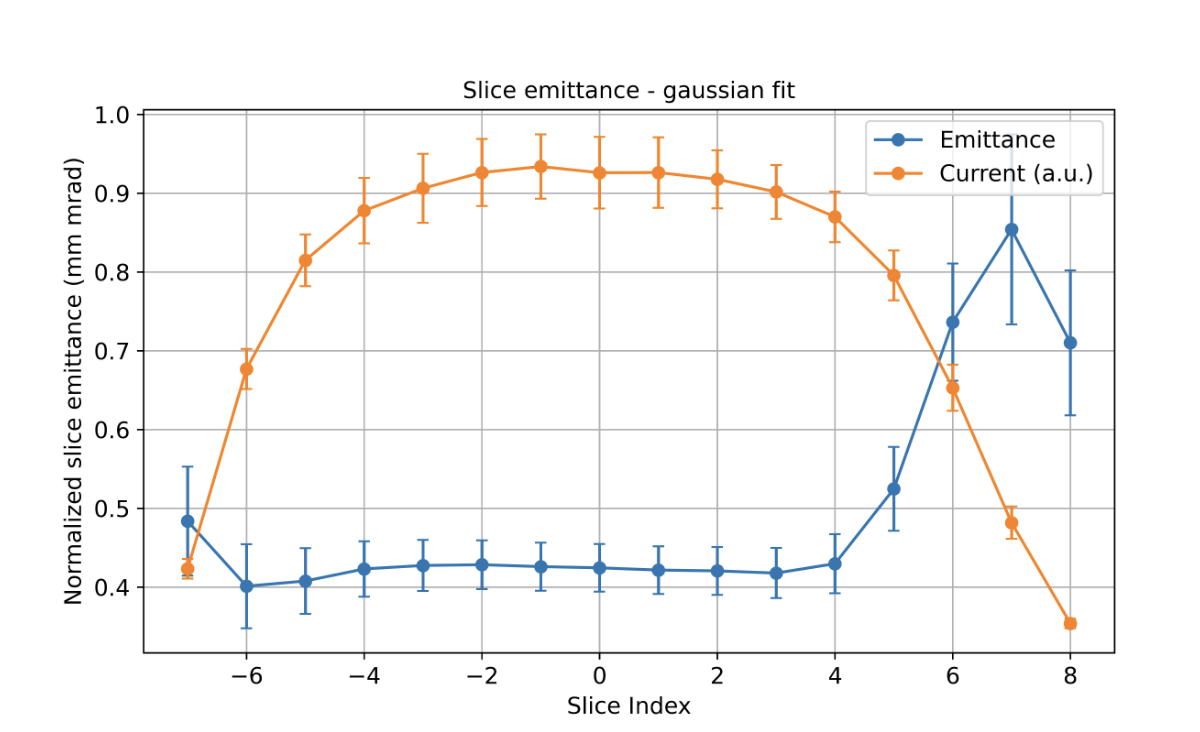 Slice emittance - gaussian fit
Normalized slice emittance (mm mrad)
1.0
0.9
0.8
0.7
0.6
0.5
0.4
Emittance
Current (a.u.)
−6 −4 −2 0 2 4 6 8
Slice Index